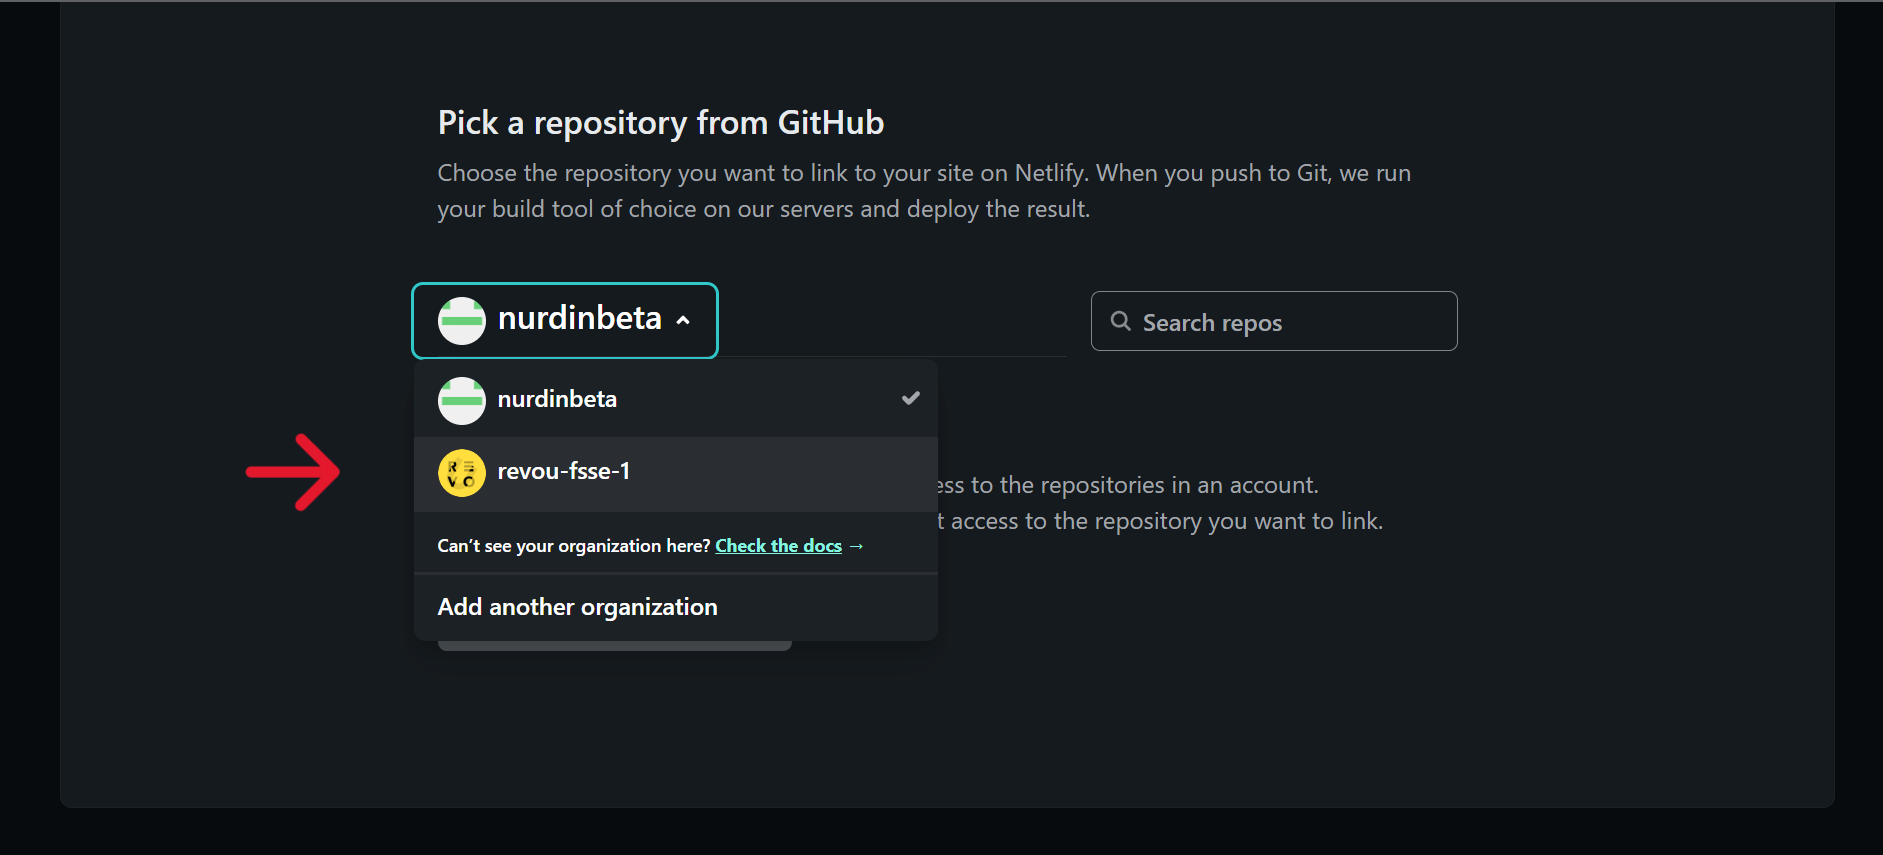 Pick a repository from GitHub
Choose the repository you want to link to your site on Netlify. When you push to Git, we run
your build tool of choice on our servers and deploy the result.
nurdinbeta
Search repos
nurdinbeta
revou-fsse-1
to the repositories in an account.
access to the repository you want to link.
Can’t see your organization here? Check the docs →
Add another organization